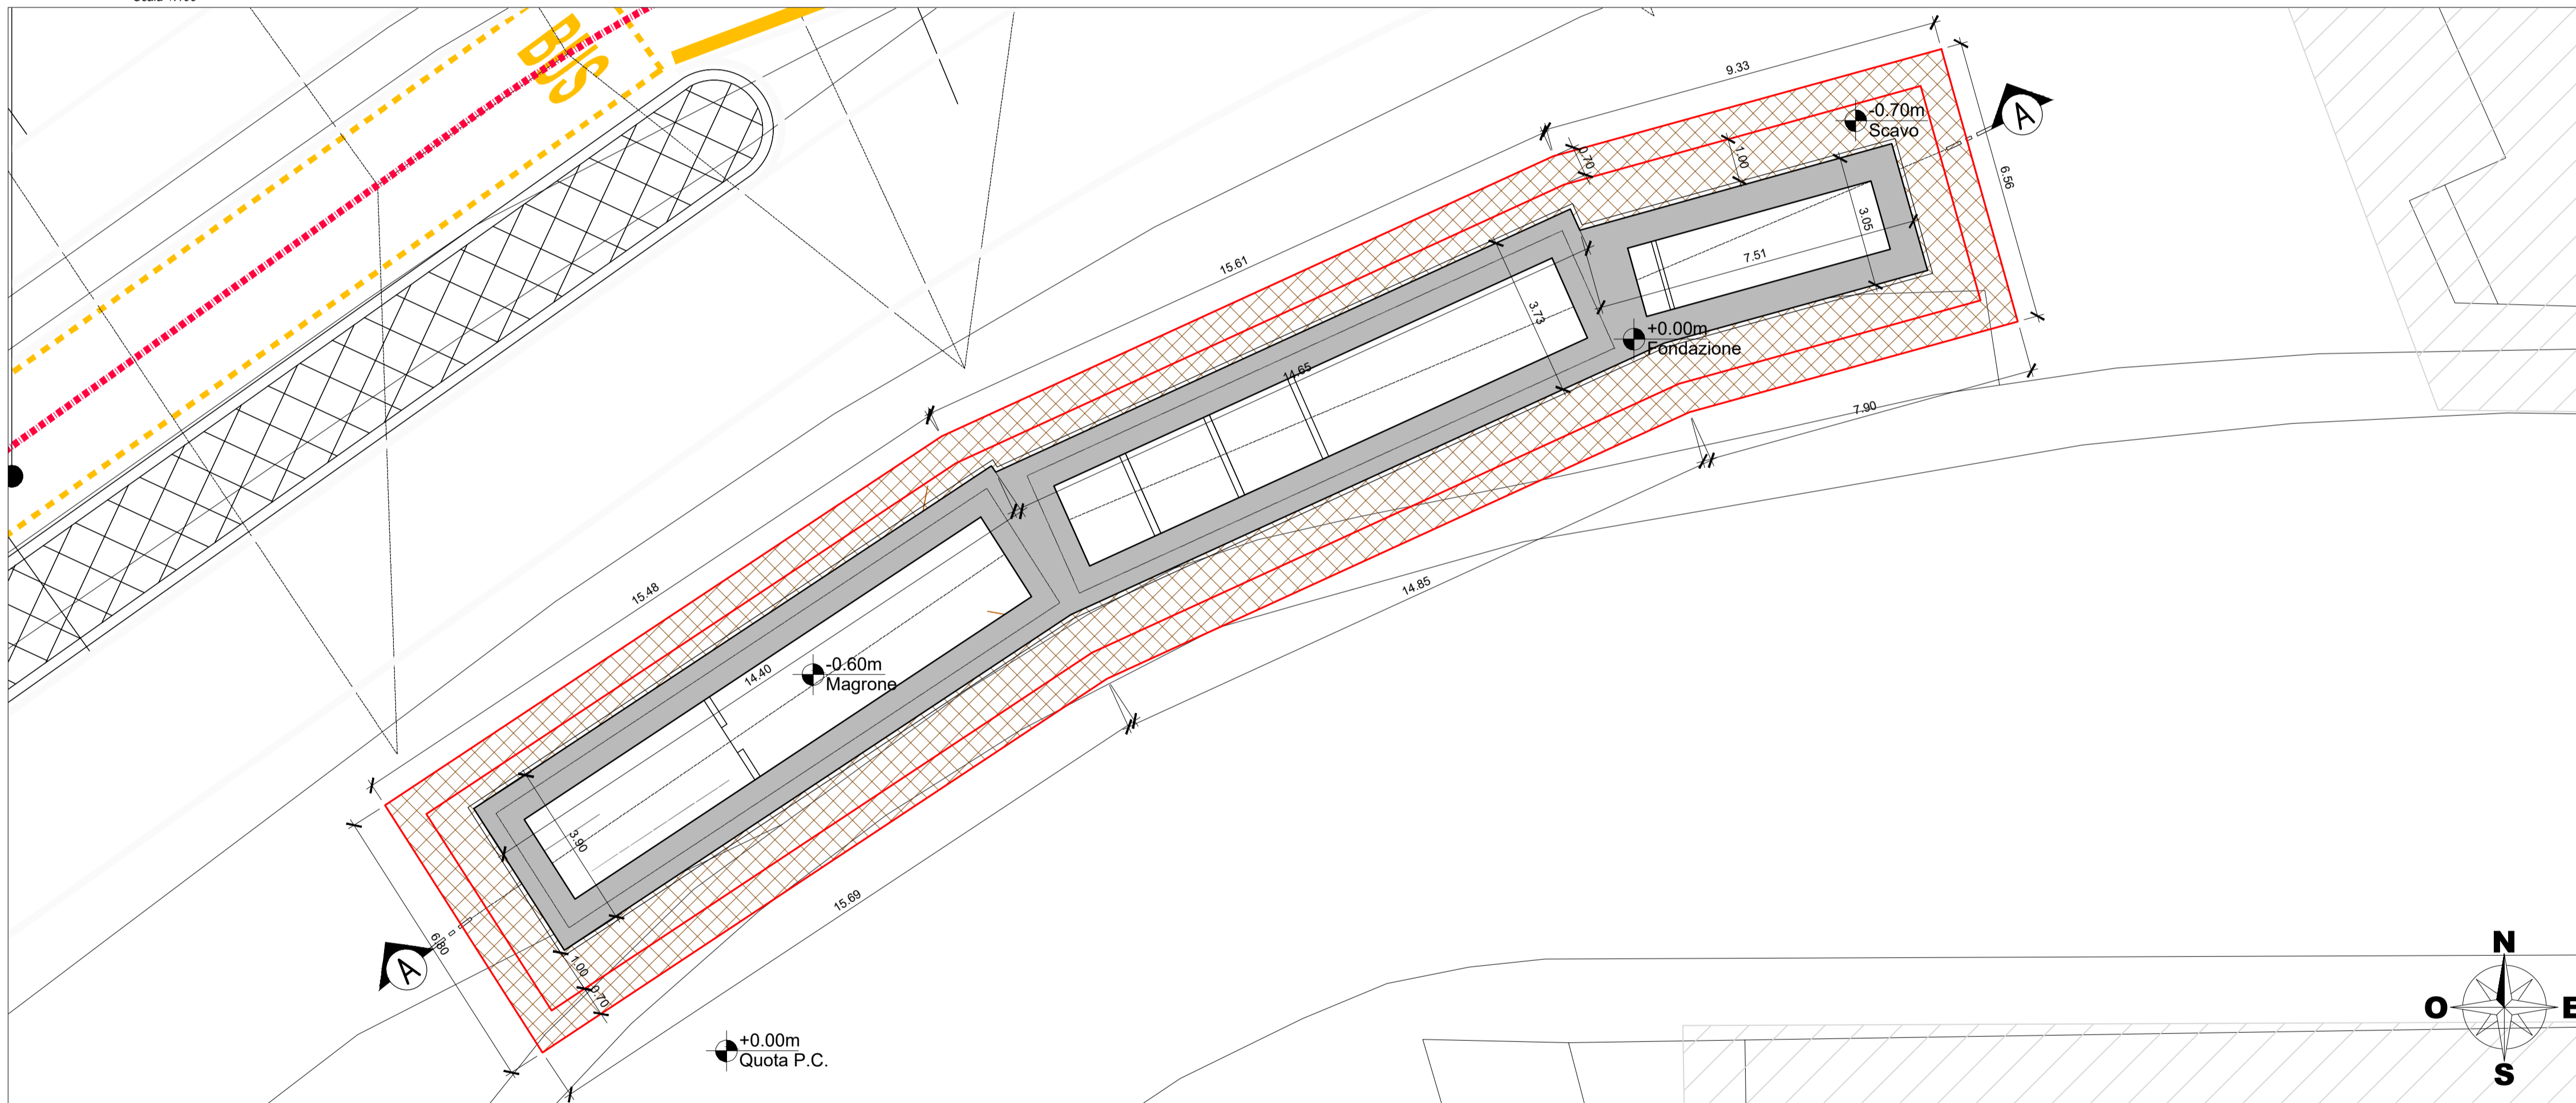 BUS
9.33
-0.70m
Scavo
A
0.70
1.00
6.56
3.05
7.51
15.61
3.73
+0.00m
Fondazione
14.65
7.90
15.48
14.85
14.40
-0.60m
Magrone
3.90
15.69
6.80
A
1.00
0.70
+0.00m
Quota P.C.
N
O
E
S